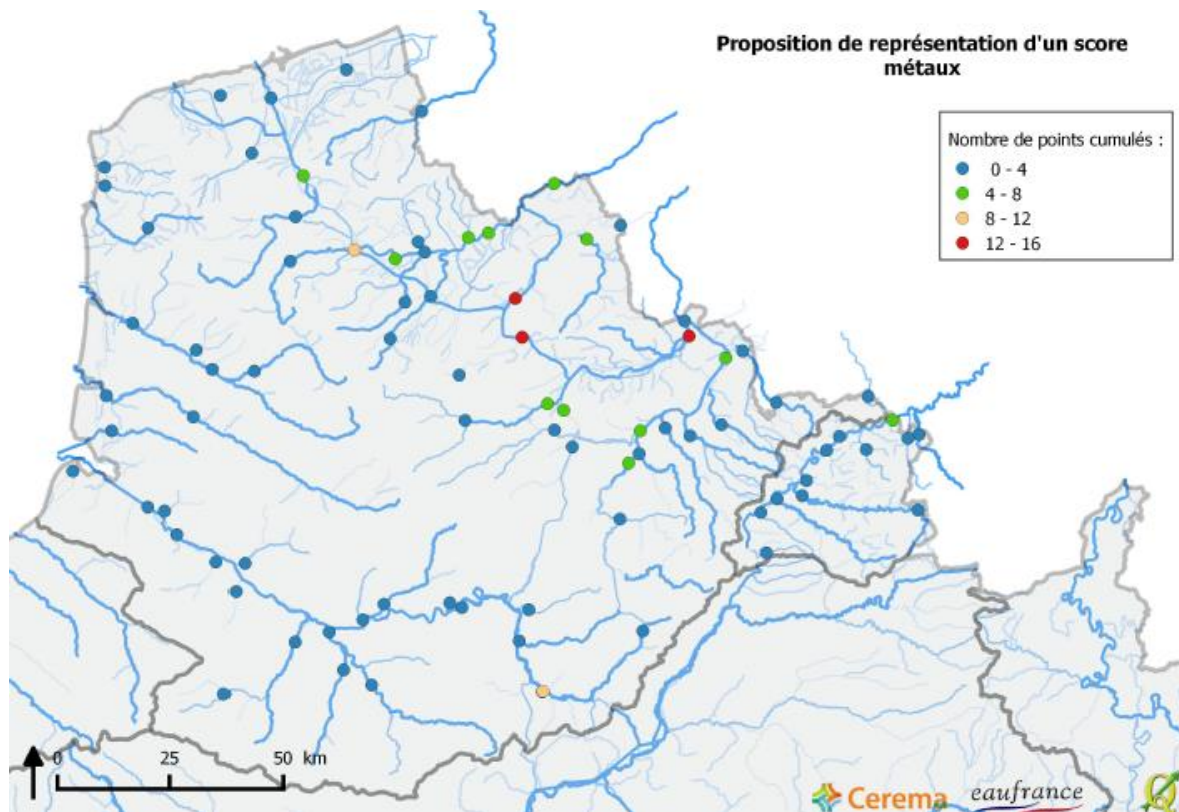 Proposition de représentation d'un score
métaux
Nombre de points cumulés :
0 - 4
4 - 8
8 - 12
12 - 16
0 25 50 km
Cerema eaufrance Q